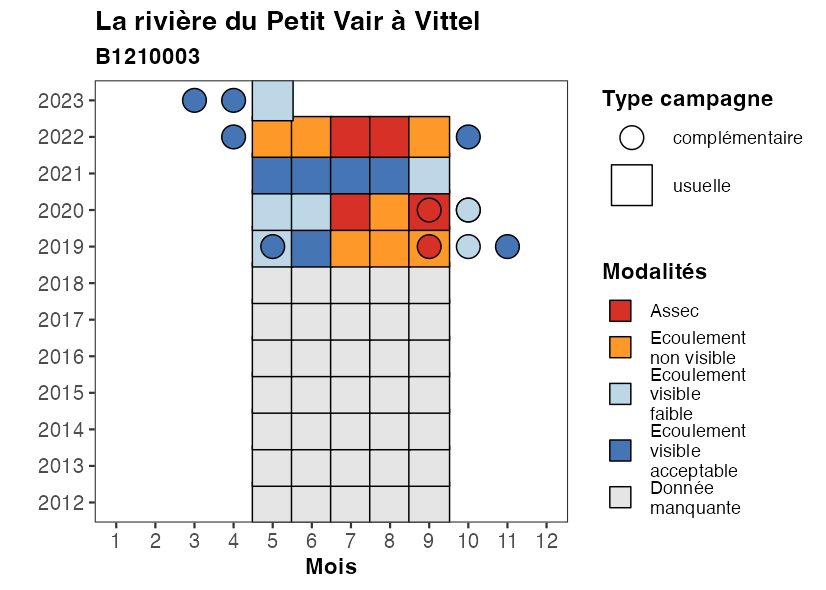 La rivière du Petit Vair à Vittel
B1210003
2023
2022
2021
2020
2019
2018
2017
2016
2015
2014
2013
2012
1 2 3 4 5 6 7 8 9 10 11 12
Mois
Type campagne
complémentaire
usuelle
Modalités
Assec
Ecoulement
non visible
Ecoulement
visible
faible
Ecoulement
visible
acceptable
Donnée
manquante